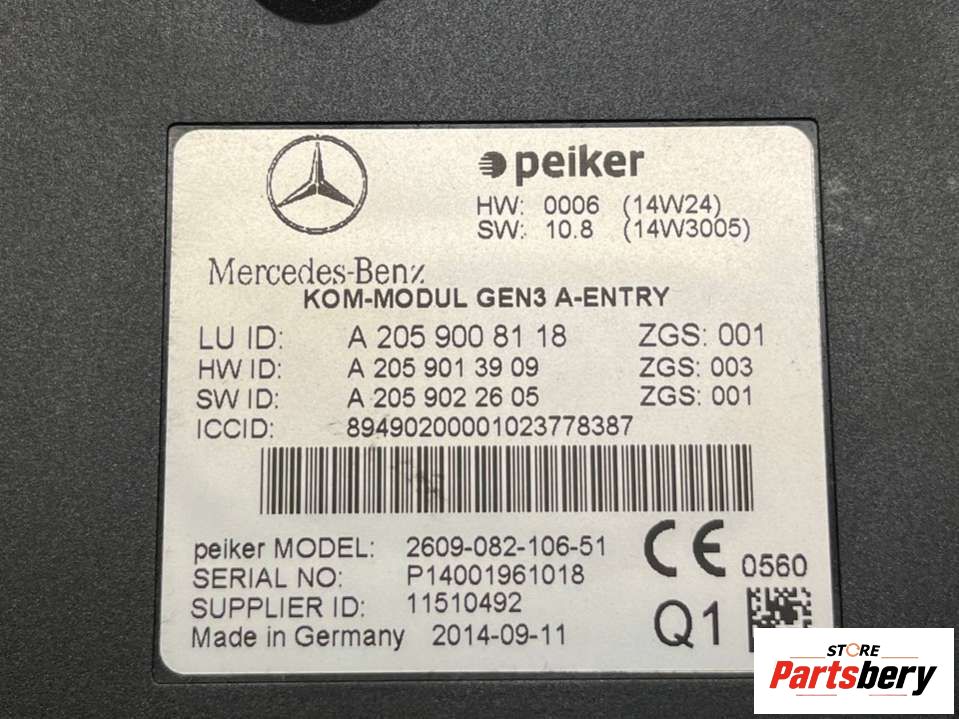 peiker
HW: 0006 (14W24)
SW: 10.8 (14W3005)
Mercedes-Benz
KOM-MODUL GEN3 A-ENTRY
LU ID: A 205 900 81 18 ZGS: 001
HW ID: A 205 901 39 09 ZGS: 003
SW ID: A 205 902 26 05 ZGS: 001
ICCID: 89490200001023778387
peiker MODEL: 2609-082-106-51
SERIAL NO: P14001961018
SUPPLIER ID: 11510492
Made in Germany 2014-09-11
CE 0560
Q1
STORE
Partsbery